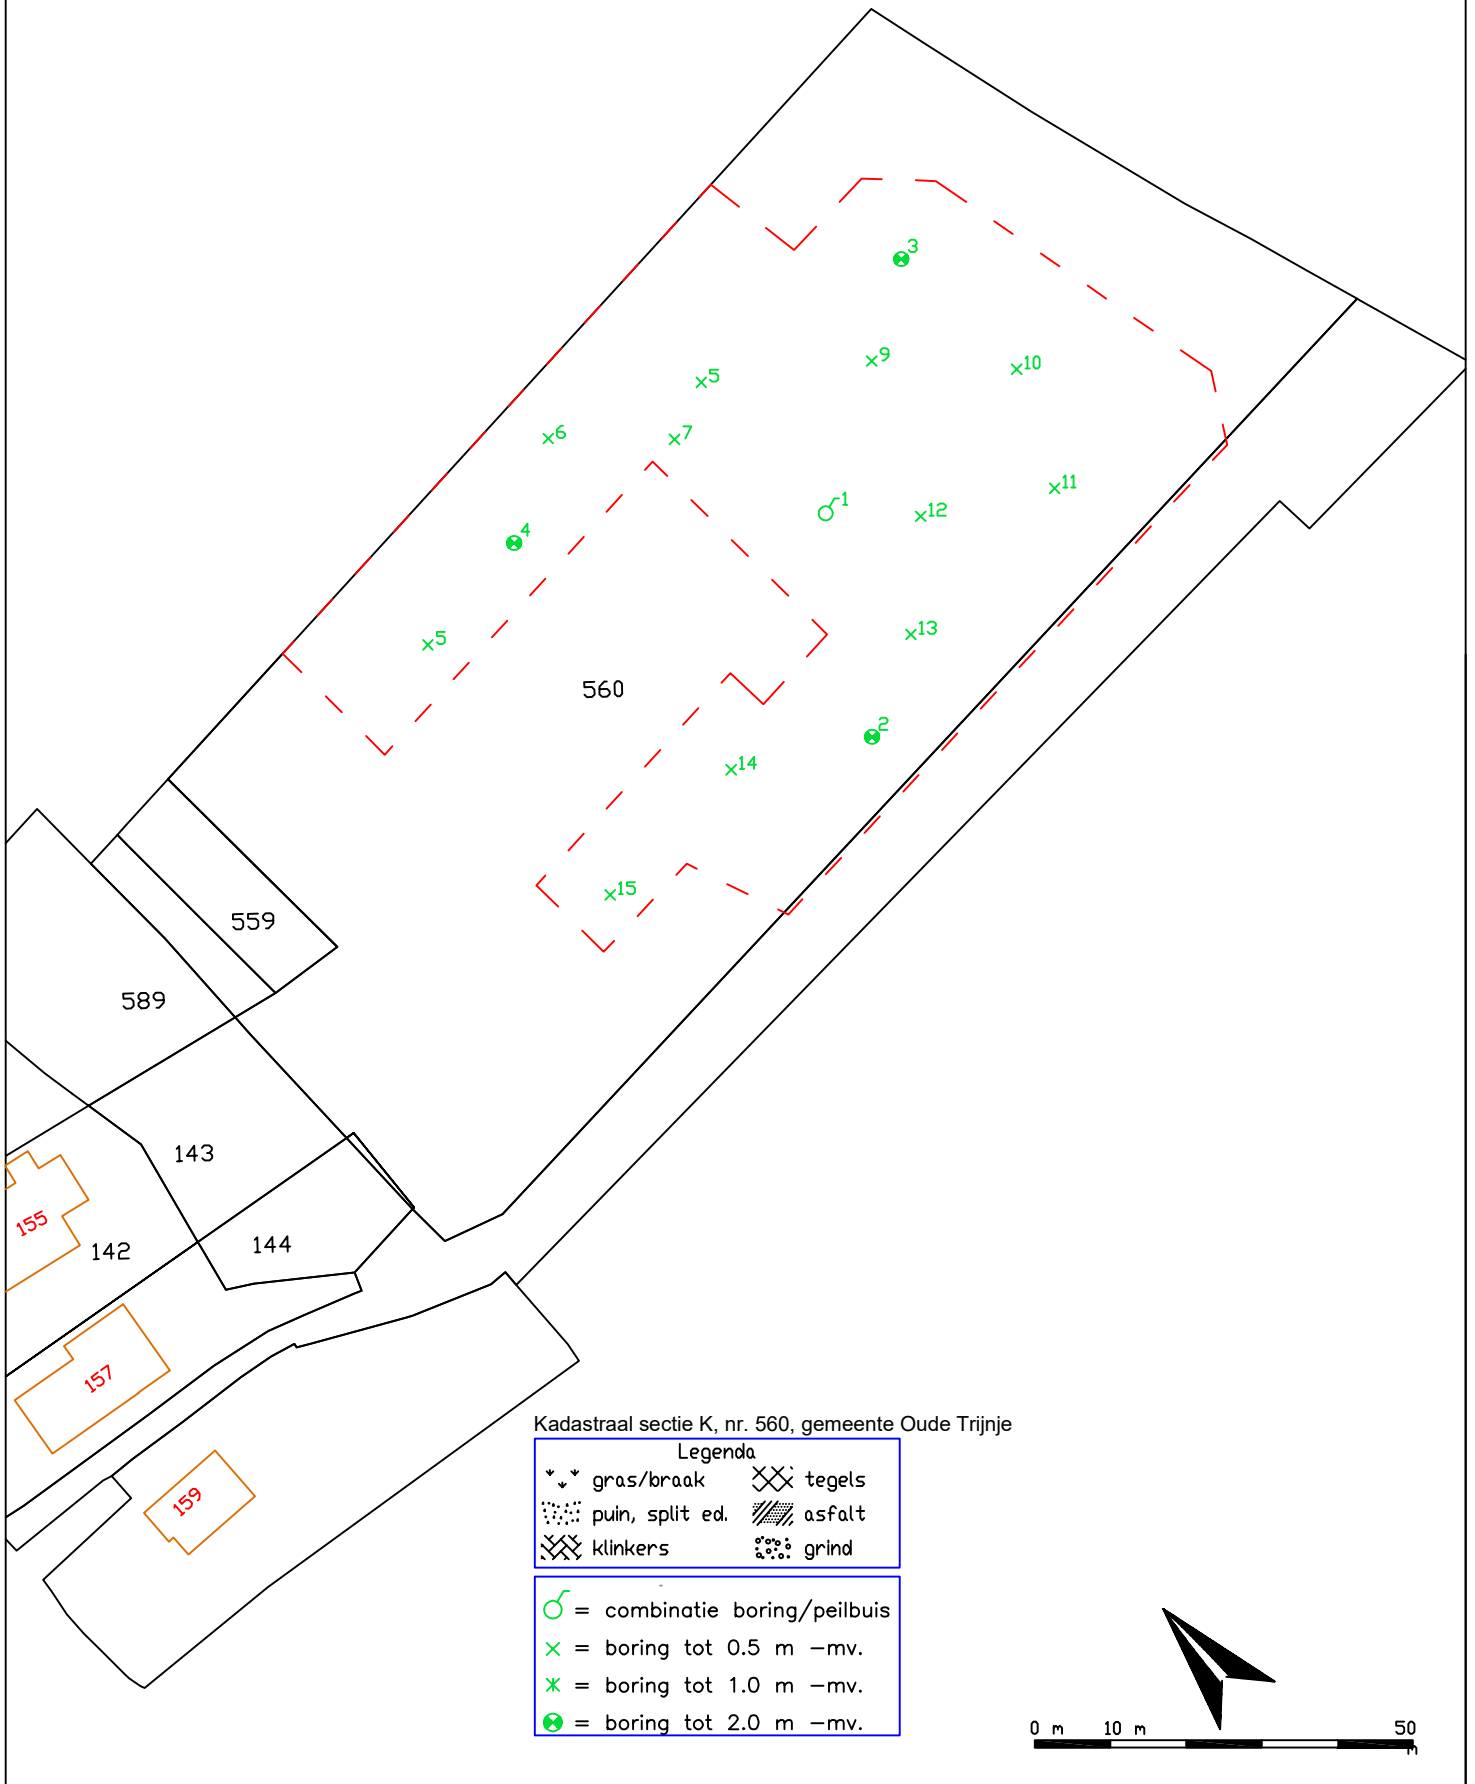 3
9
10
5
6
7
11
1
12
4
13
5
560
2
14
15
559
589
143
155
142
144
157
159
Kadastraal sectie K, nr. 560, gemeente Oude Trijnje
Legenda
gras/braak
tegels
puin, split ed.
asfalt
klinkers
grind
= combinatie boring/peilbuis
= boring tot 0.5 m -mv.
= boring tot 1.0 m -mv.
= boring tot 2.0 m -mv.
0 m 10 m 50 m